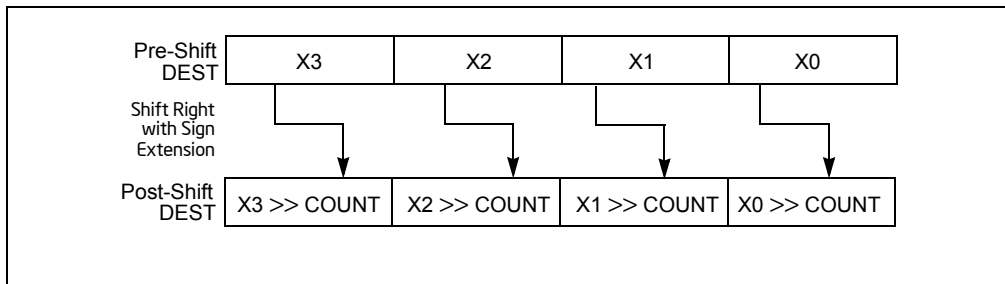 Pre-Shift
DEST
X3
X2
X1
X0
Shift Right
with Sign
Extension
Post-Shift
DEST
X3 >> COUNT
X2 >> COUNT
X1 >> COUNT
X0 >> COUNT